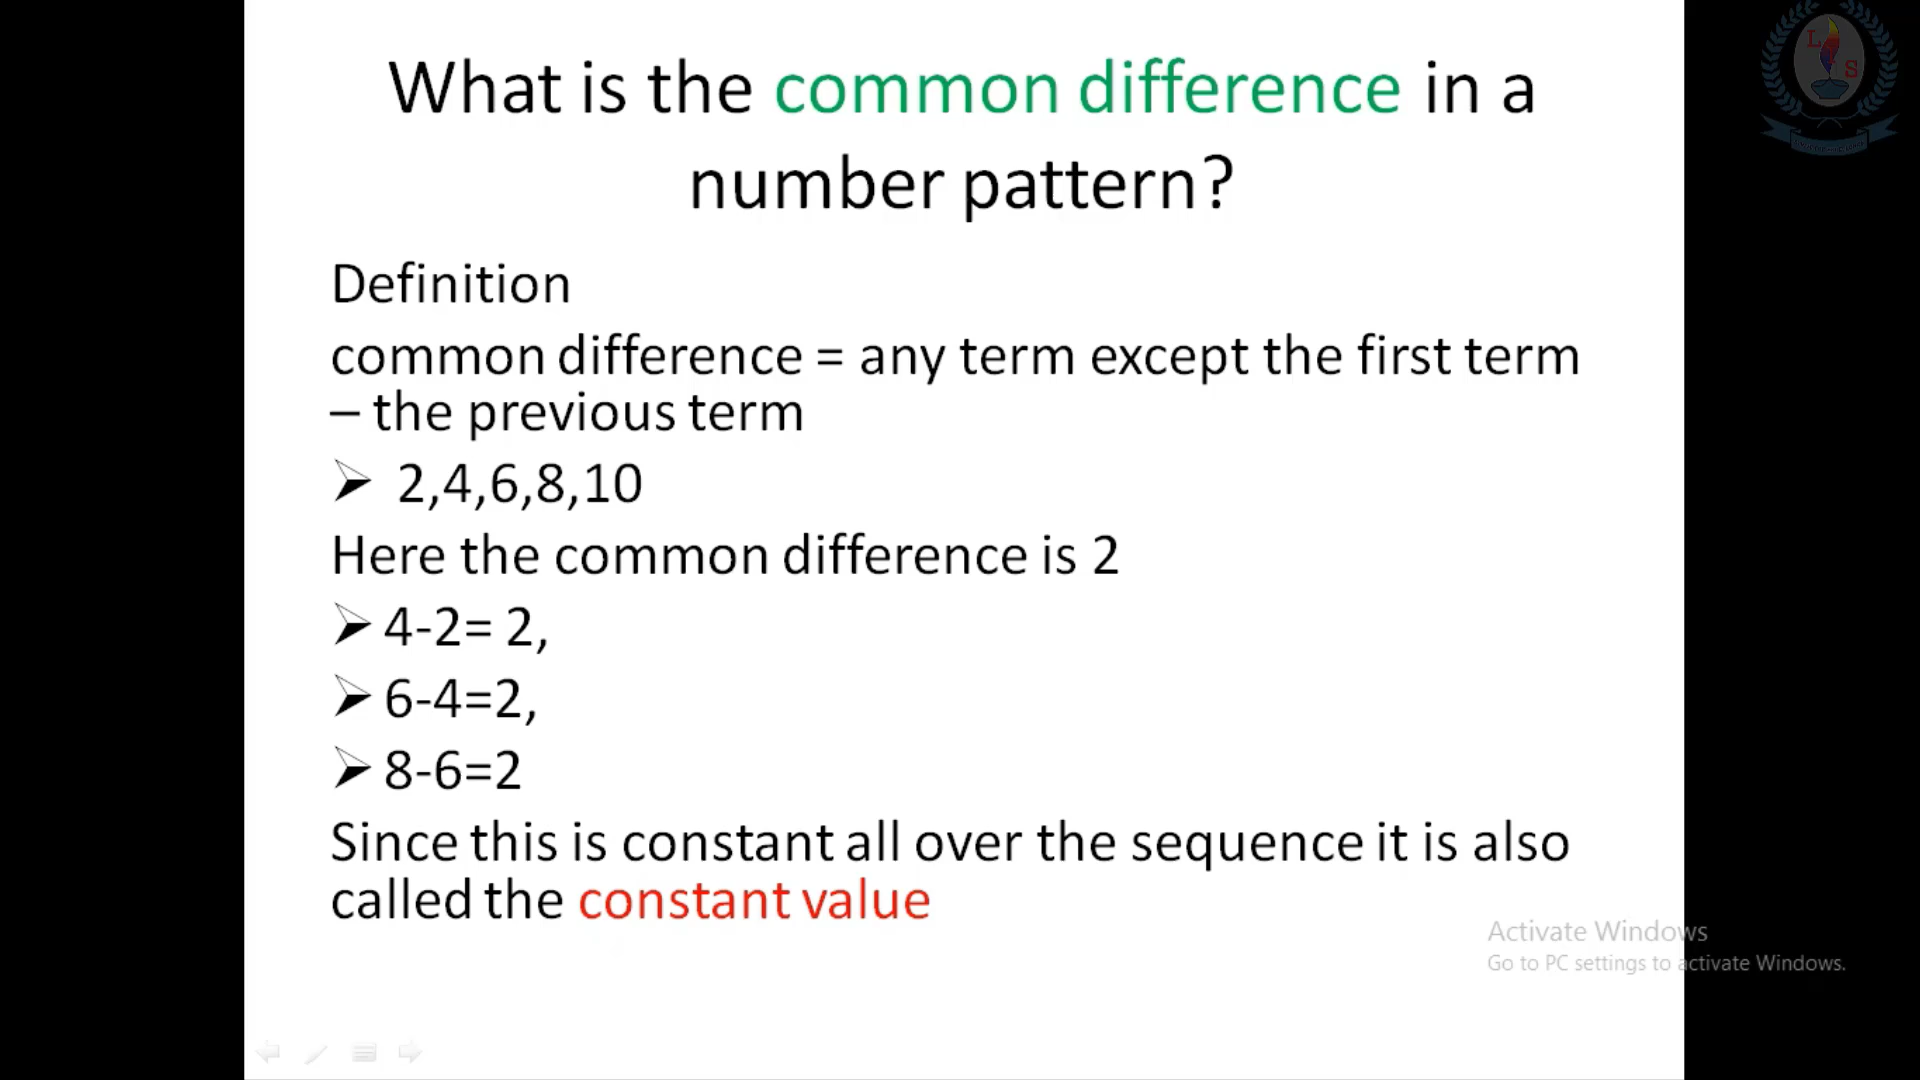 What is the common difference in a
number pattern?
Definition
common difference = any term except the first term
– the previous term
2,4,6,8,10
Here the common difference is 2
4-2= 2,
6-4=2,
8-6=2
Since this is constant all over the sequence it is also
called the constant value
Activate Windows
Go to PC settings to activate Windows.
L
S